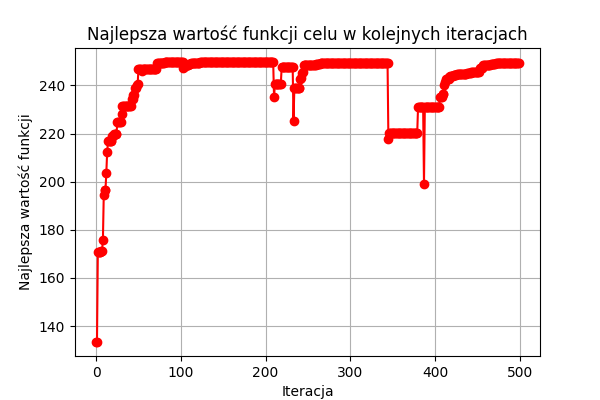 Najlepsza wartość funkcji celu w kolejnych iteracjach
Najlepsza wartość funkcji
240
220
200
180
160
140
0 100 200 300 400 500
Iteracja